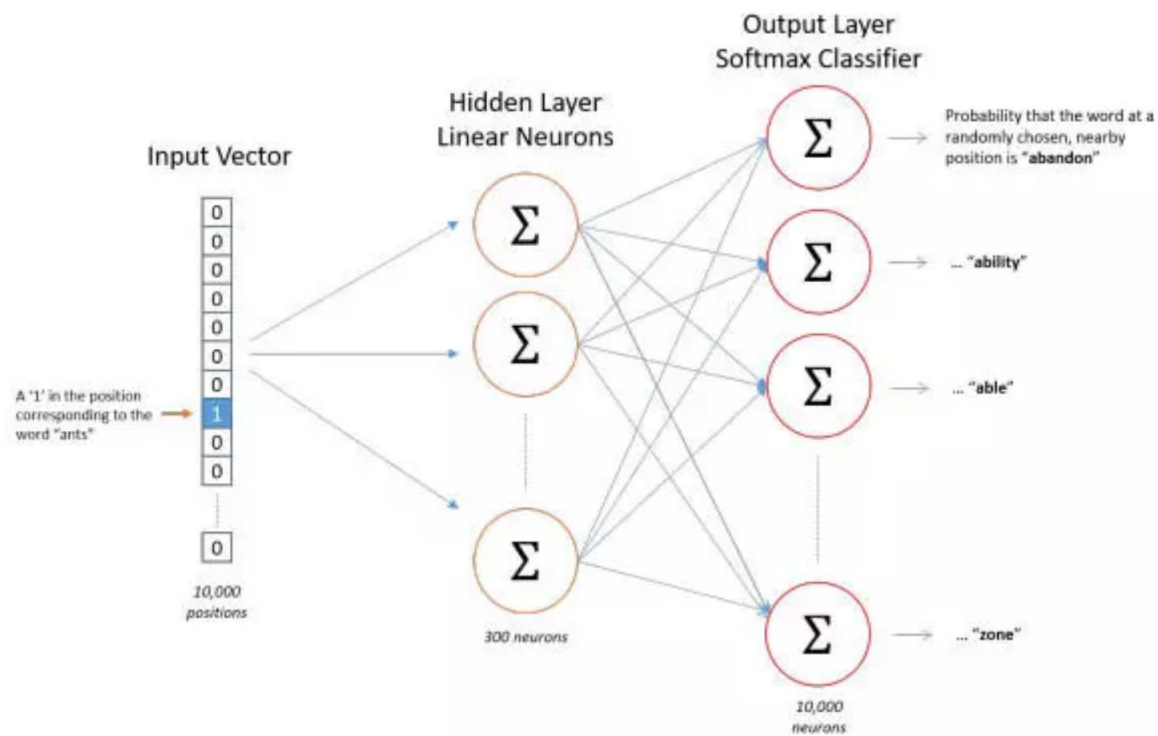 Output Layer
Softmax Classifier
Hidden Layer
Linear Neurons
Input Vector
Probability that the word at a
randomly chosen, nearby
position is "abandon"
Σ
Σ
Σ
Σ
Σ
Σ
Σ
... "ability"
... "able"
... "zone"
0
0
0
0
0
0
0
1
0
0
0
A '1' in the position
corresponding to the
word "ants"
10,000
positions
300 neurons
10,000
neurons